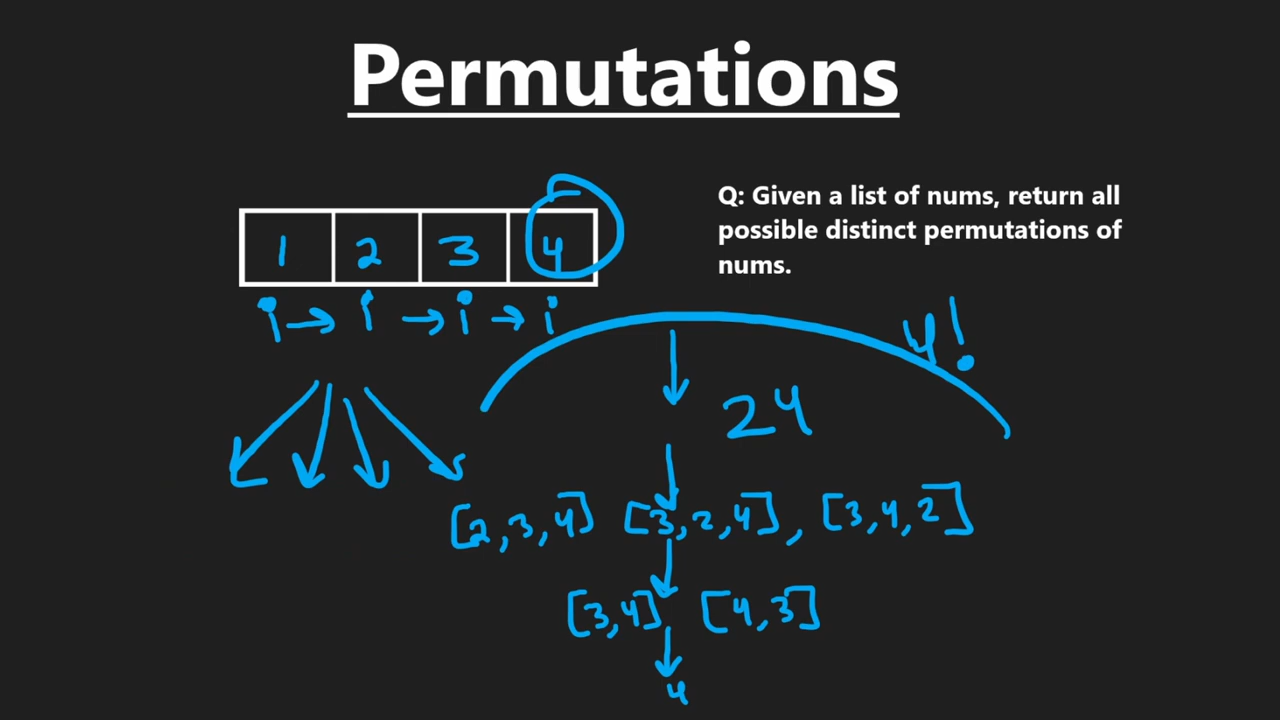 Permutations
Q: Given a list of nums, return all
possible distinct permutations of
nums.
1 2 3 4
i → i → i → i
4!
24
[2,3,4] [3,2,4], [3,4,2]
[3,4] [4,3]
4